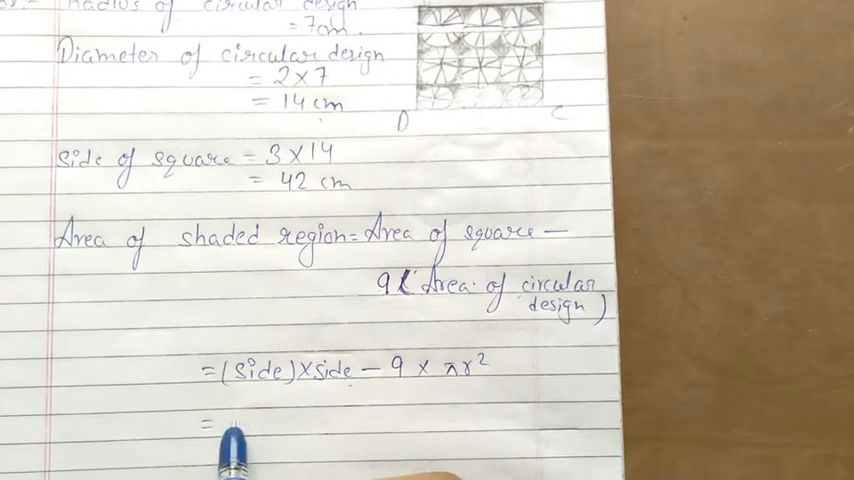 Radius of circular design
= 7cm.
Diameter of circular design
= 2 × 7
= 14 cm
D
C
Side of square = 3 × 14
= 42 cm
Area of shaded region = Area of square —
9 ( Area of circular
design )
= (side) × side — 9 × πr²
=